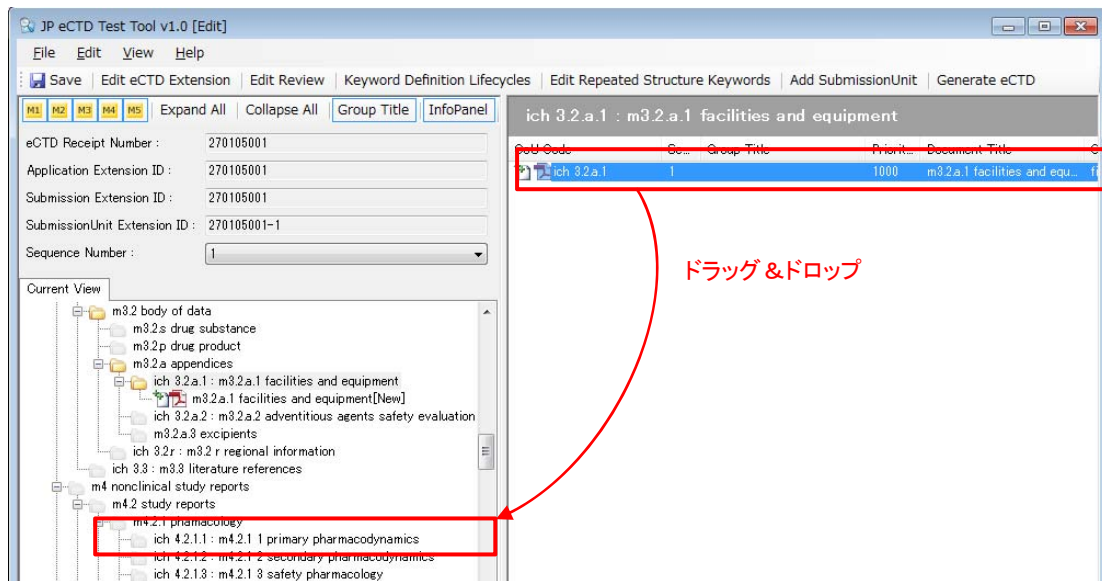 JP eCTD Test Tool v1.0 [Edit]
File Edit View Help
Save Edit eCTD Extension Edit Review Keyword Definition Lifecycles Edit Repeated Structure Keywords Add SubmissionUnit Generate eCTD
M1 M2 M3 M4 M5 Expand All Collapse All Group Title InfoPanel
ich 3.2.a.1 : m3.2.a.1 facilities and equipment
eCTD Receipt Number : 270105001
Application Extension ID : 270105001
Submission Extension ID : 270105001
SubmissionUnit Extension ID : 270105001-1
Sequence Number : 1
CoU Code Se... Group Title Priorit... Document Title
ich 3.2.a.1 1 1000 m3.2.a.1 facilities and equ...
ドラッグ &ドロップ
Current View
m3.2 body of data
m3.2.s drug substance
m3.2.p drug product
m3.2.a appendices
ich 3.2.a.1 : m3.2.a.1 facilities and equipment
m3.2.a.1 facilities and equipment[New]
ich 3.2.a.2 : m3.2.a.2 adventitious agents safety evaluation
m3.2.a.3 excipients
ich 3.2.r : m3.2 r regional information
ich 3.3 : m3.3 literature references
m4 nonclinical study reports
m4.2 study reports
m4.2.1 phamacology
ich 4.2.1.1 : m4.2.1 1 primary pharmacodynamics
ich 4.2.1.2 : m4.2.1 2 secondary pharmacodynamics
ich 4.2.1.3 : m4.2.1 3 safety pharmacology